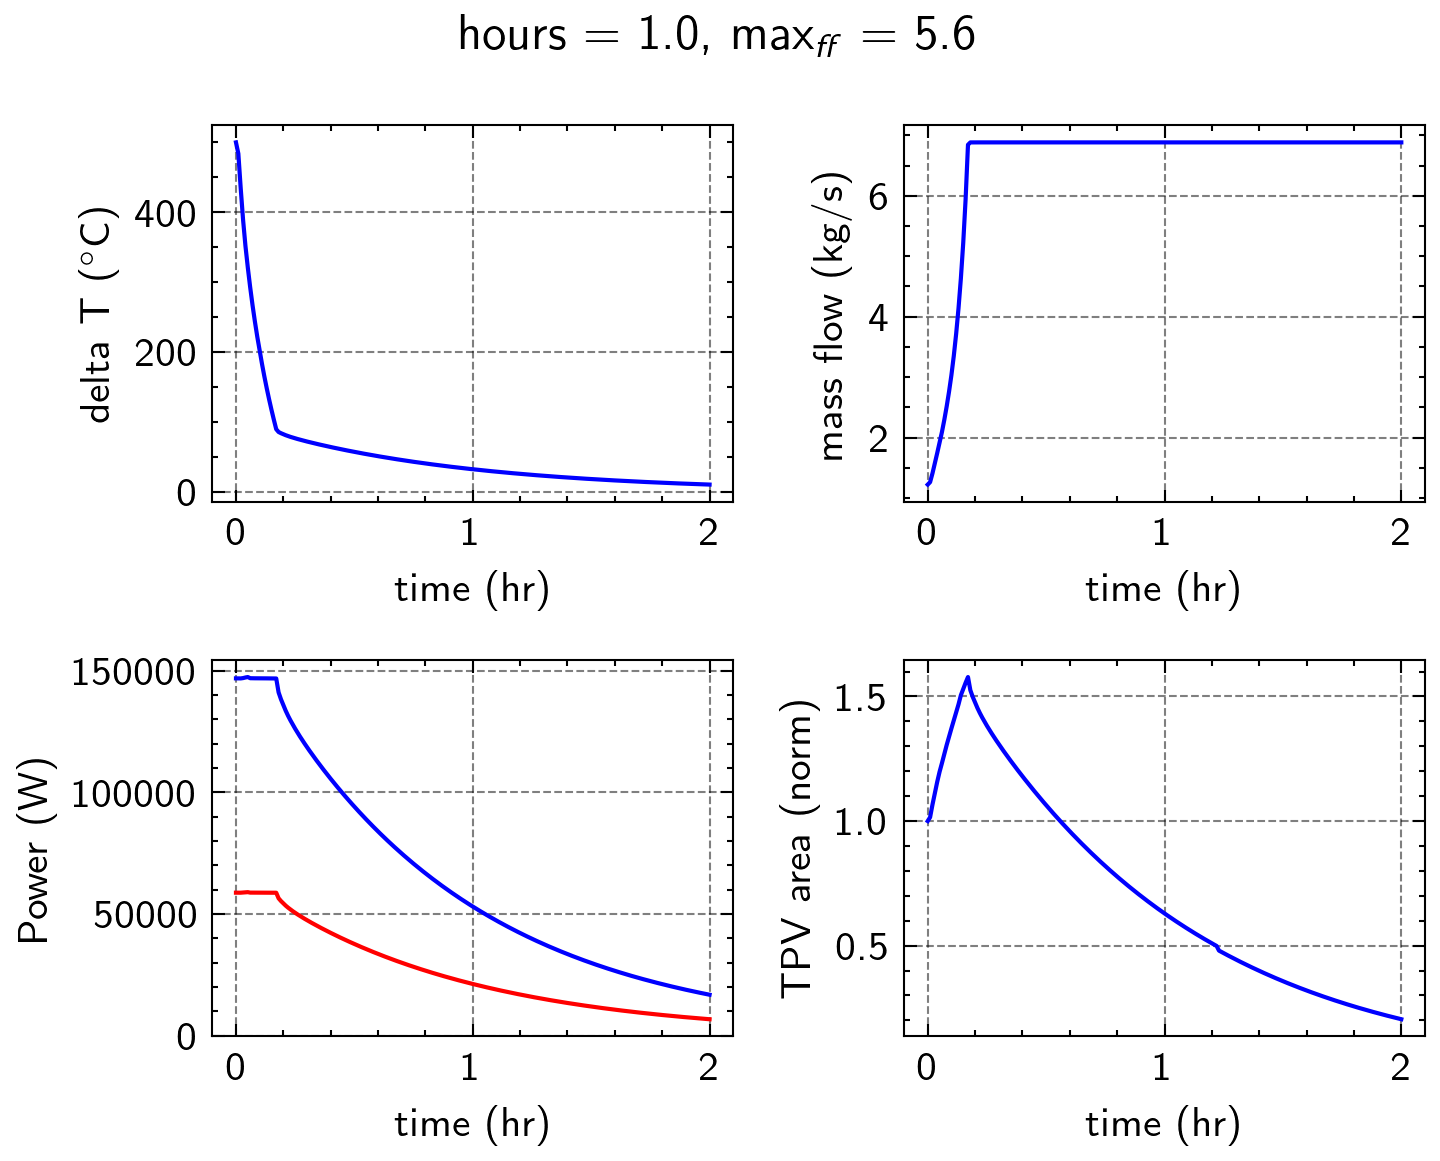 hours = 1.0, max_ff = 5.6
delta T (°C)
400
200
0
0 1 2
time (hr)
mass flow (kg/s)
6
4
2
0 1 2
time (hr)
Power (W)
150000
100000
50000
0
0 1 2
time (hr)
TPV area (norm)
1.5
1.0
0.5
0 1 2
time (hr)